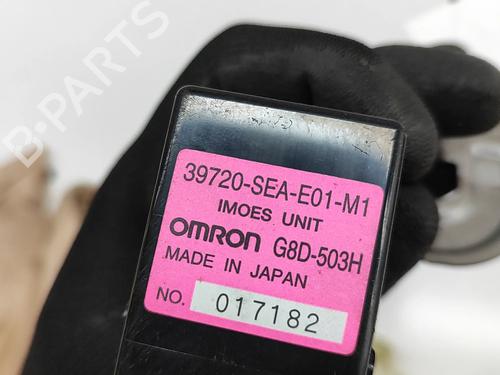 B-PARTS
39720-SEA-E01-M1
IMOES UNIT
OMRON G8D-503H
MADE IN JAPAN
NO. 017182